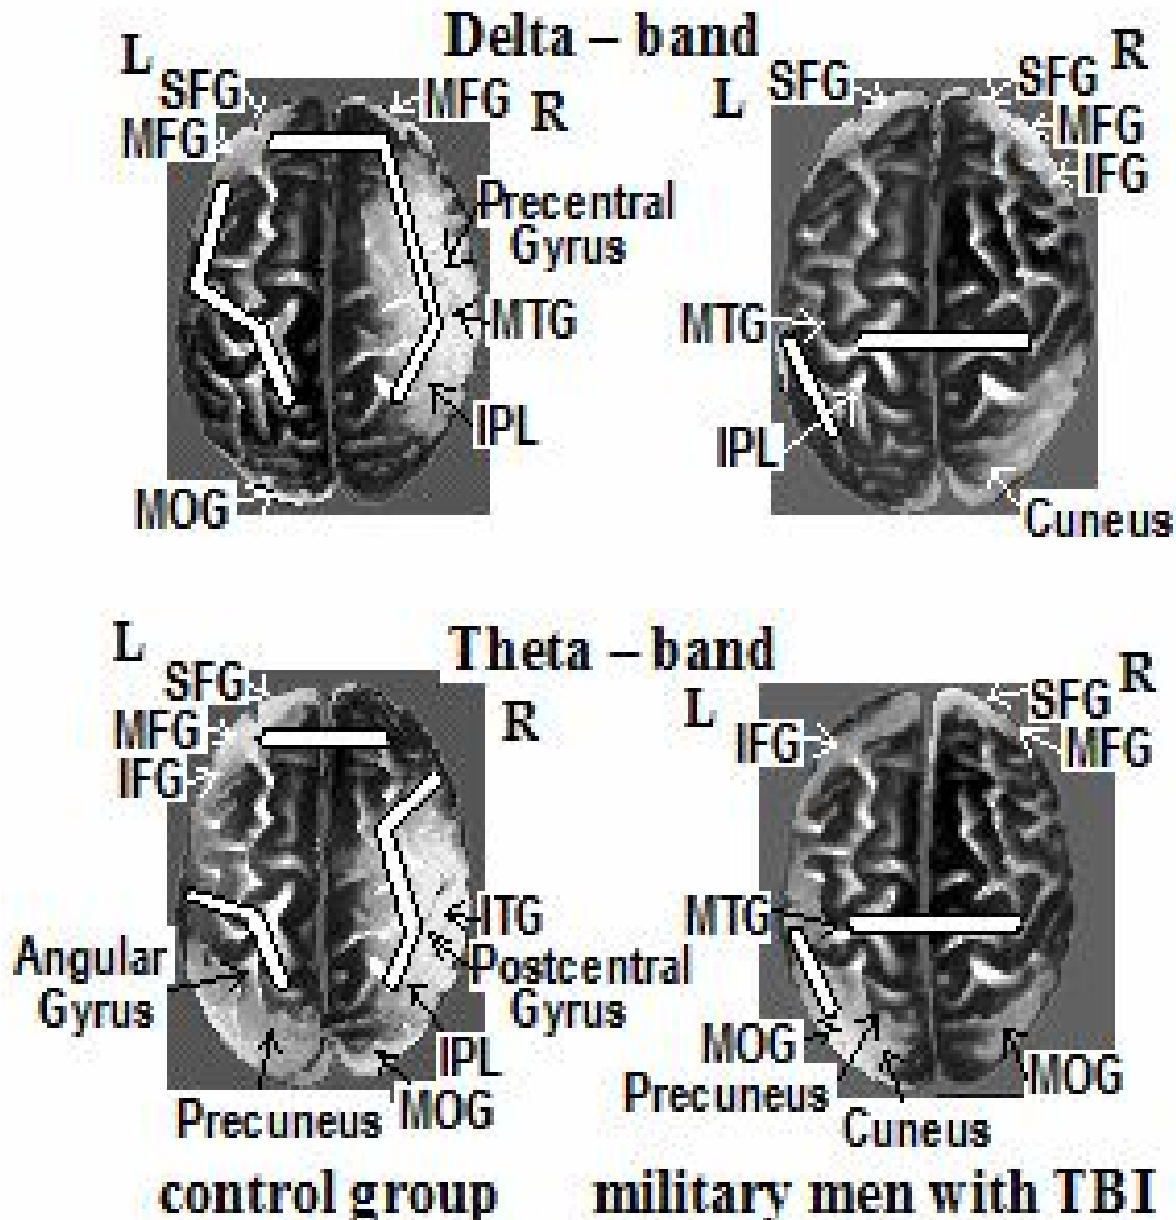 Delta – band
L
SFG
MFG
MFG R
Precentral
Gyrus
MTG
IPL
MOG
L
SFG
SFG R
MFG
IFG
MTG
IPL
Cuneus
Theta – band
L
SFG
MFG
IFG
R
ITG
Postcentral
Gyrus
Angular
Gyrus
IPL
MOG
Precuneus
L
IFG
SFG R
MFG
MTG
MOG
Precuneus
Cuneus
MOG
control group
military men with TBI